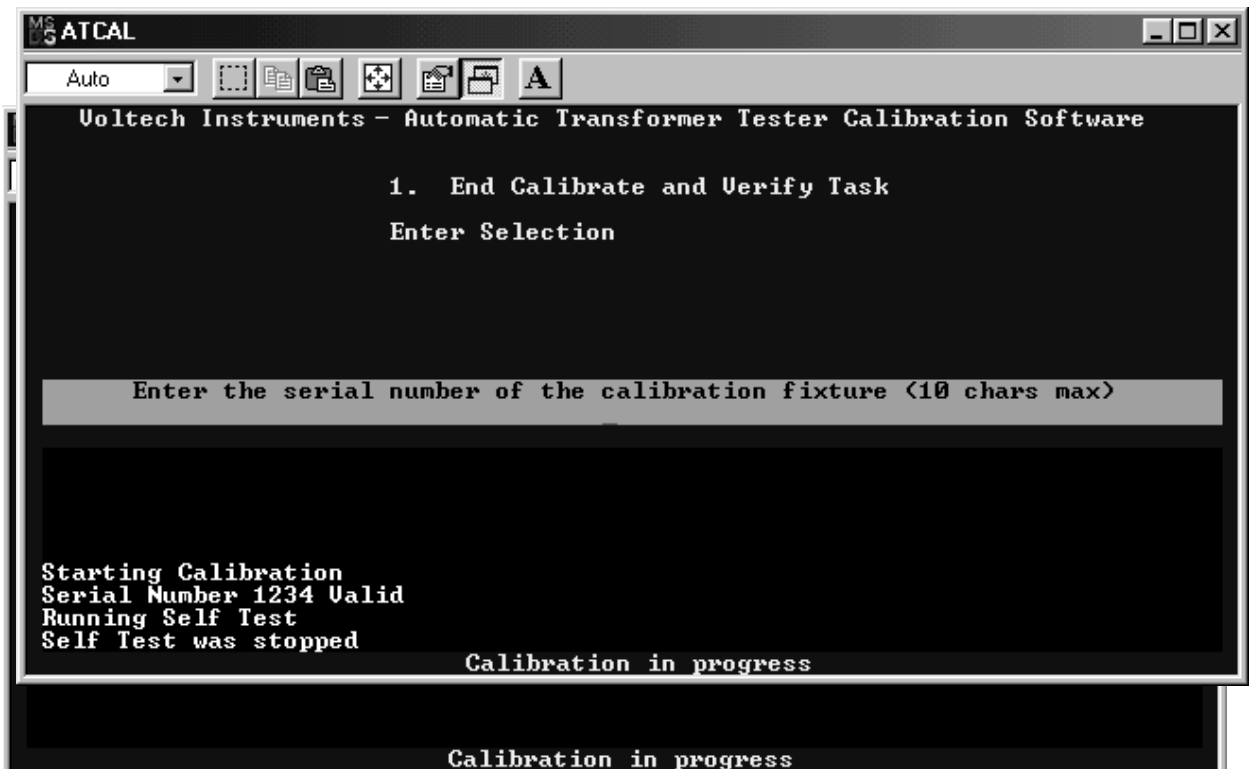 MS DOS ATCAL
Auto A
Voltech Instruments - Automatic Transformer Tester Calibration Software
1. End Calibrate and Verify Task
Enter Selection
Enter the serial number of the calibration fixture (10 chars max)
Starting Calibration
Serial Number 1234 Valid
Running Self Test
Self Test was stopped
Calibration in progress
Calibration in progress